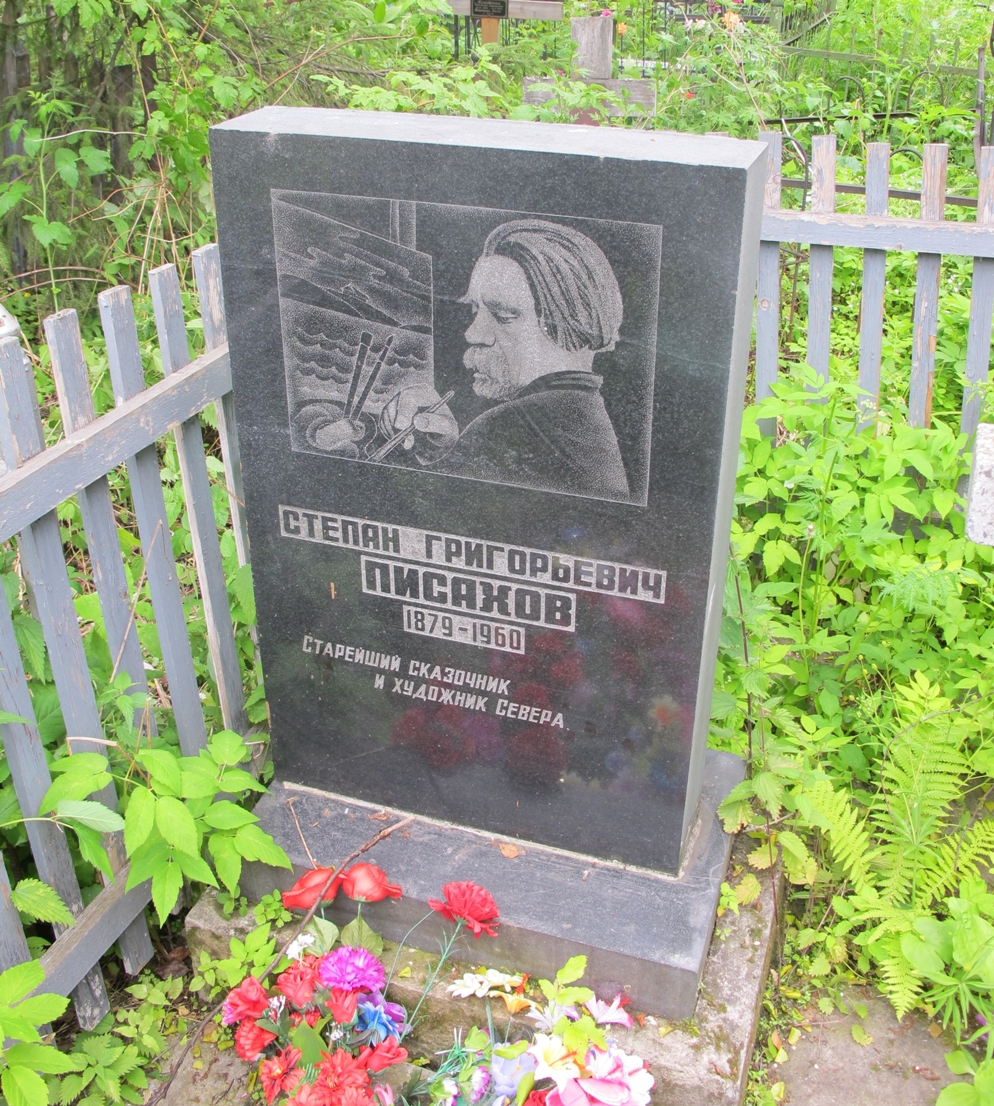 СТЕПАН ГРИГОРЬЕВИЧ
ПИСАХОВ
1879-1960
СТАРЕЙШИЙ СКАЗОЧНИК
И ХУДОЖНИК СЕВЕРА